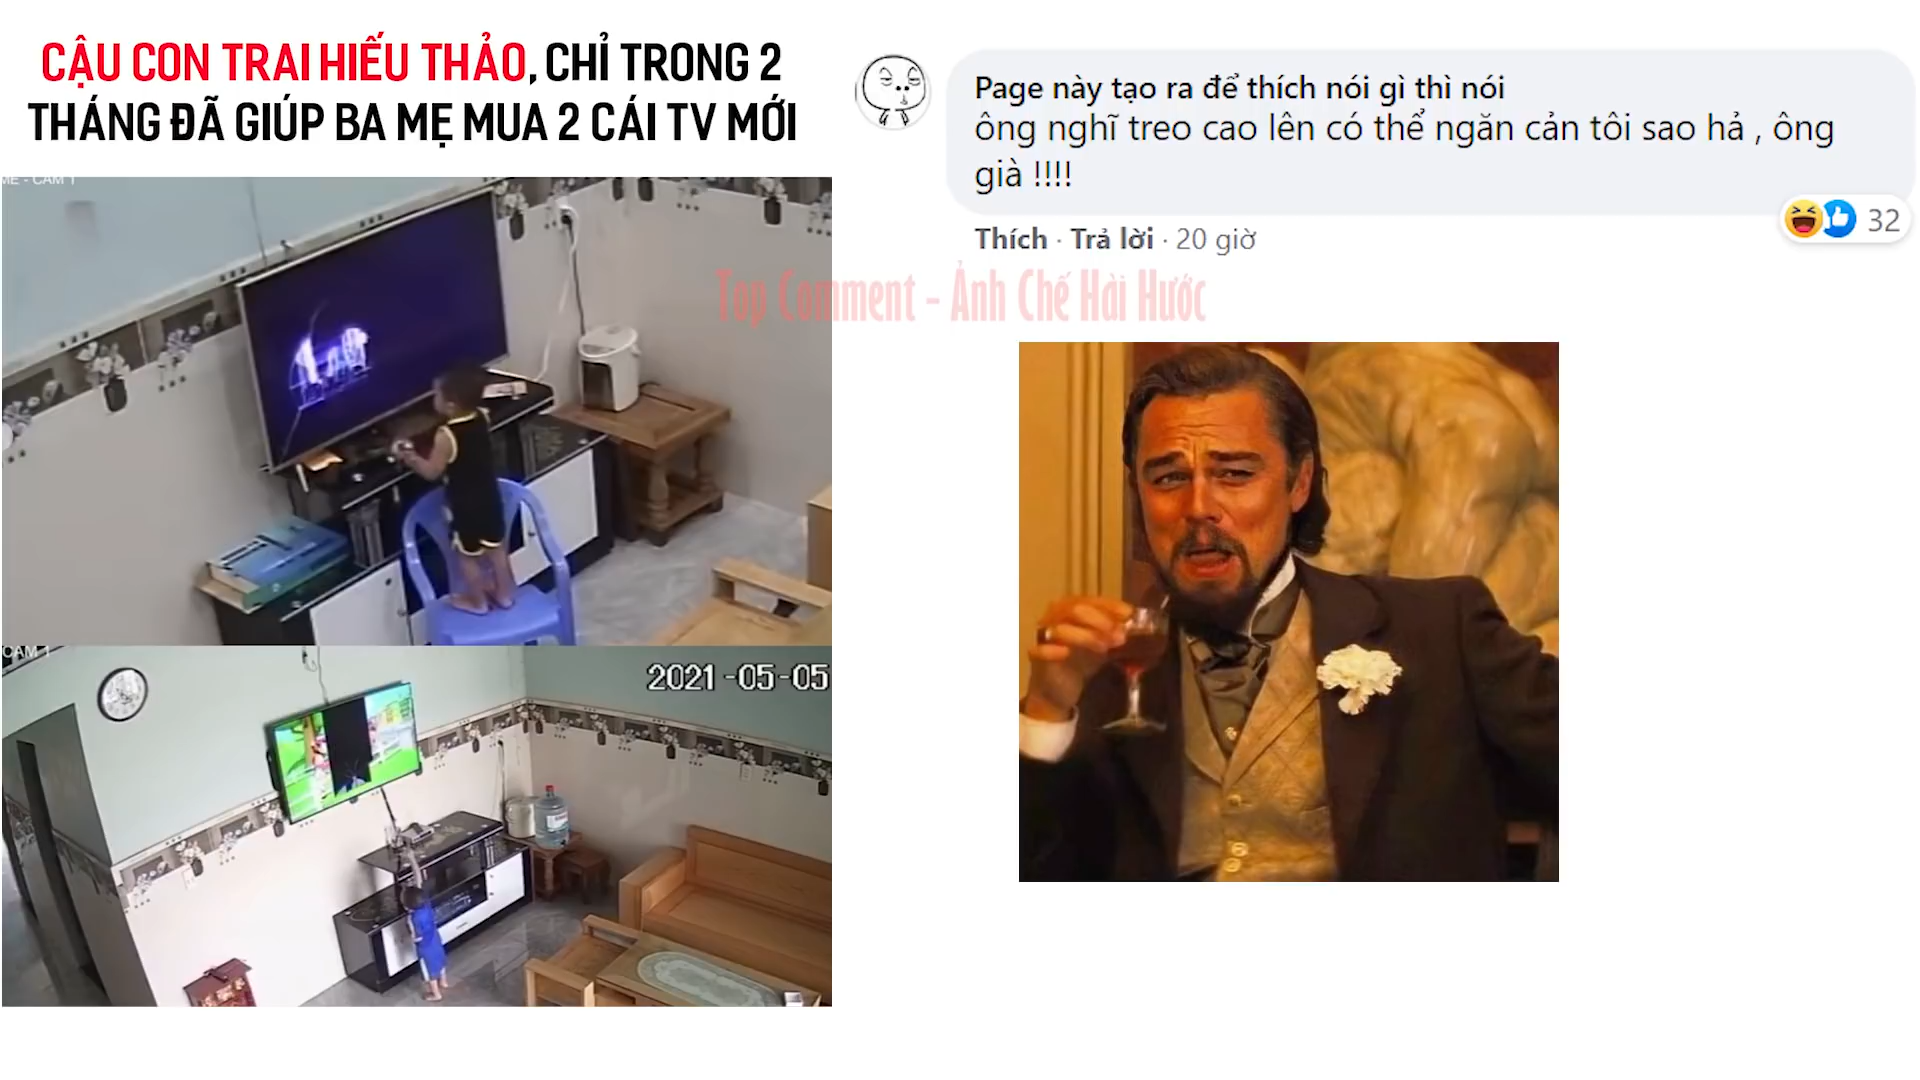 CẬU CON TRAI HIẾU THẢO, CHỈ TRONG 2
THÁNG ĐÃ GIÚP BA MẸ MUA 2 CÁI TV MỚI
ME - CAM 1
CAM 1
2021-05-05
Page này tạo ra để thích nói gì thì nói
ông nghĩ treo cao lên có thể ngăn cản tôi sao hả , ông
già !!!!
32
Thích · Trả lời · 20 giờ
Top Comment - Ảnh Chế Hài Hước